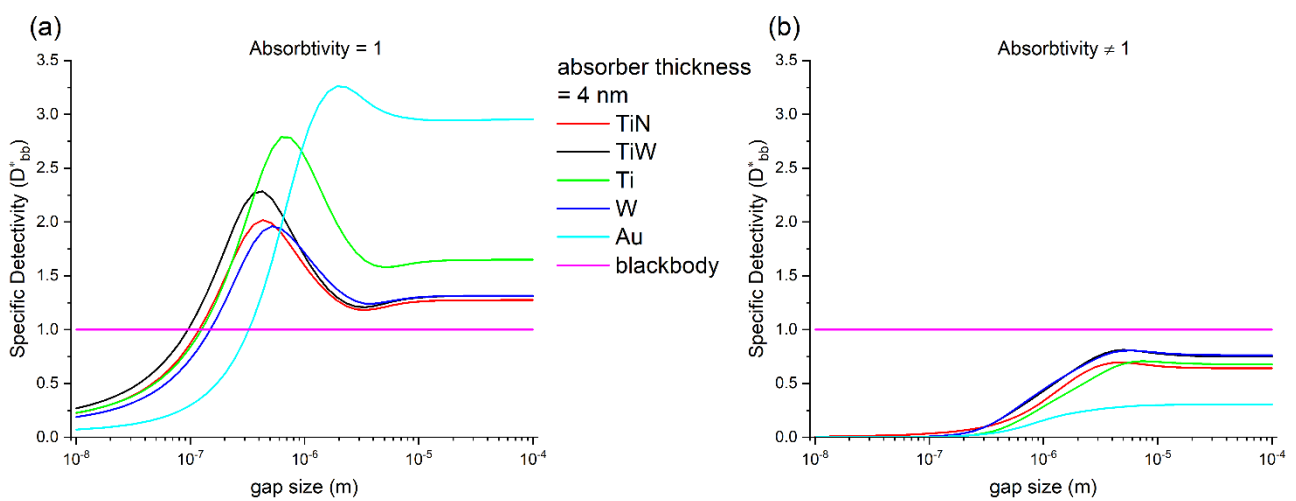 (a)
Absorbtivity = 1
3.5
3.0
2.5
2.0
1.5
1.0
0.5
0.0
Specific Detectivity (D*bb)
10-8
10-7
10-6
10-5
10-4
gap size (m)
absorber thickness
= 4 nm
TiN
TiW
Ti
W
Au
blackbody
(b)
Absorbtivity ≠ 1
3.5
3.0
2.5
2.0
1.5
1.0
0.5
0.0
Specific Detectivity (D*bb)
10-8
10-7
10-6
10-5
10-4
gap size (m)